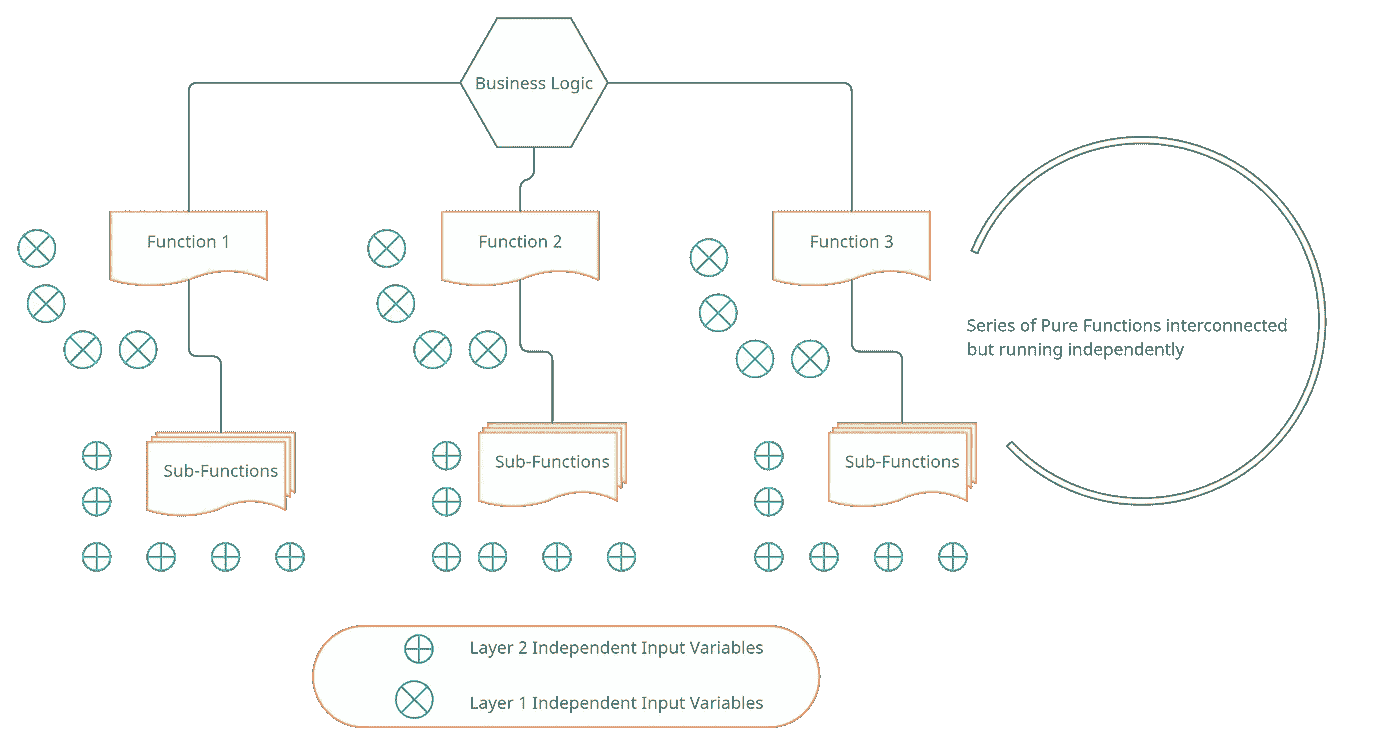 Business Logic
Function 1
Function 2
Function 3
Series of Pure Functions interconnected
but running independently
Sub-Functions
Sub-Functions
Sub-Functions
Layer 2 Independent Input Variables
Layer 1 Independent Input Variables